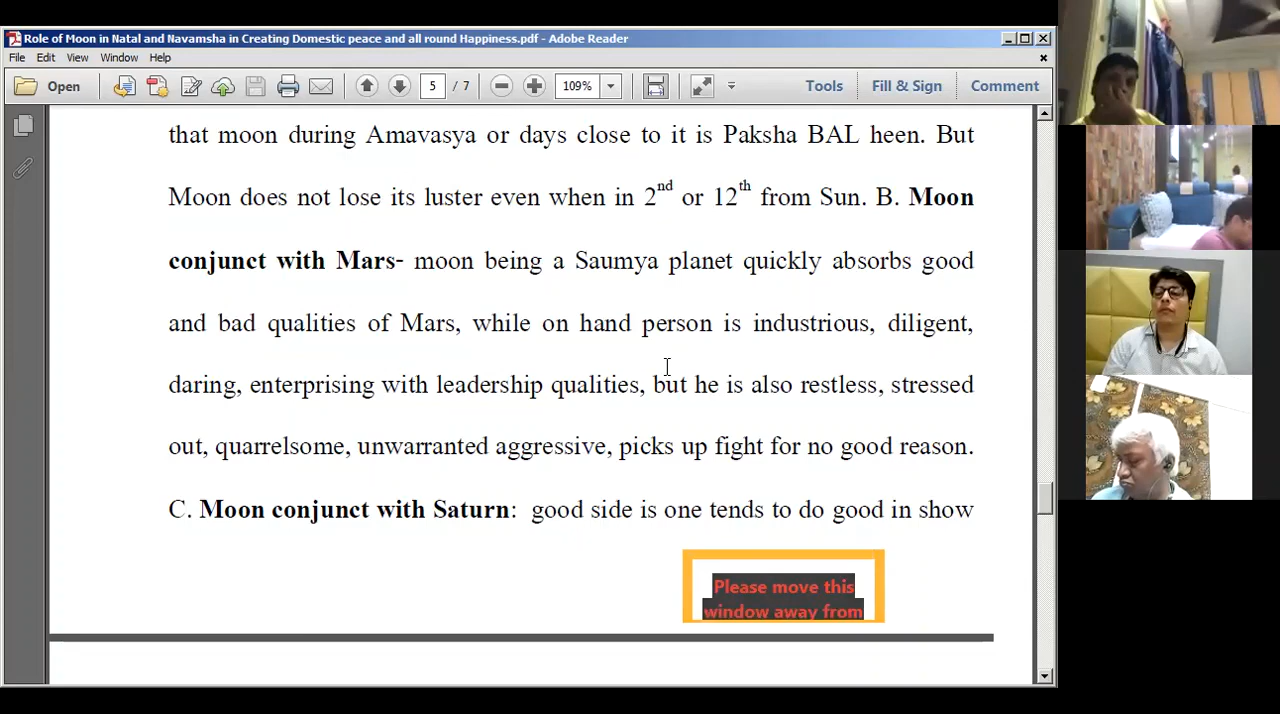 Role of Moon in Natal and Navamsha in Creating Domestic peace and all round Happiness.pdf - Adobe Reader
File Edit View Window Help
Open 5 / 7 109% Tools Fill & Sign Comment
that moon during Amavasya or days close to it is Paksha BAL heen. But
Moon does not lose its luster even when in 2nd or 12th from Sun. B. Moon
conjunct with Mars- moon being a Saumya planet quickly absorbs good
and bad qualities of Mars, while on hand person is industrious, diligent,
daring, enterprising with leadership qualities, but he is also restless, stressed
out, quarrelsome, unwarranted aggressive, picks up fight for no good reason.
C. Moon conjunct with Saturn: good side is one tends to do good in show
Please move this
window away from